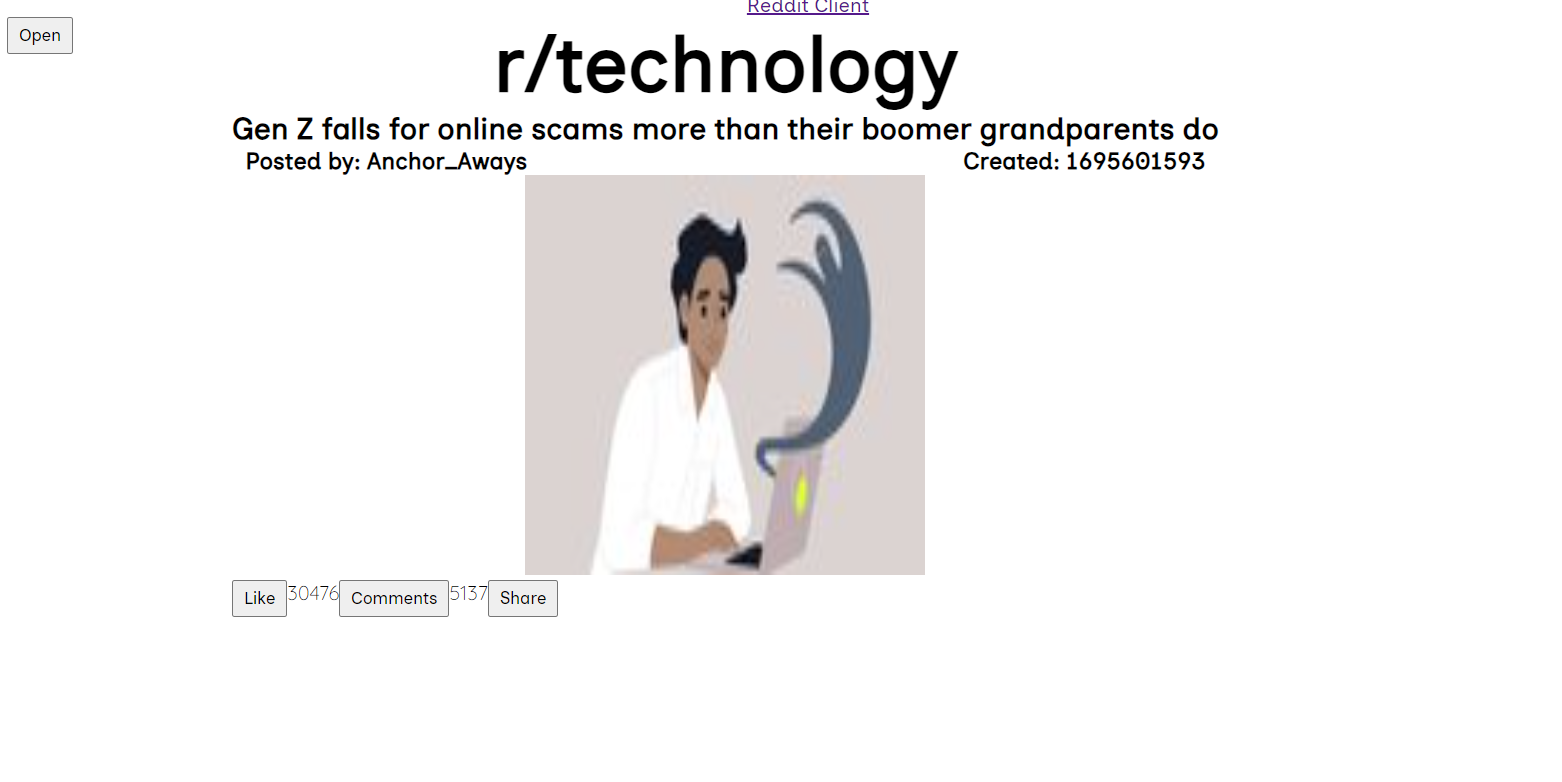 Reddit Client
Open
r/technology
Gen Z falls for online scams more than their boomer grandparents do
Posted by: Anchor_Aways Created: 1695601593
Like 30476 Comments 5137 Share